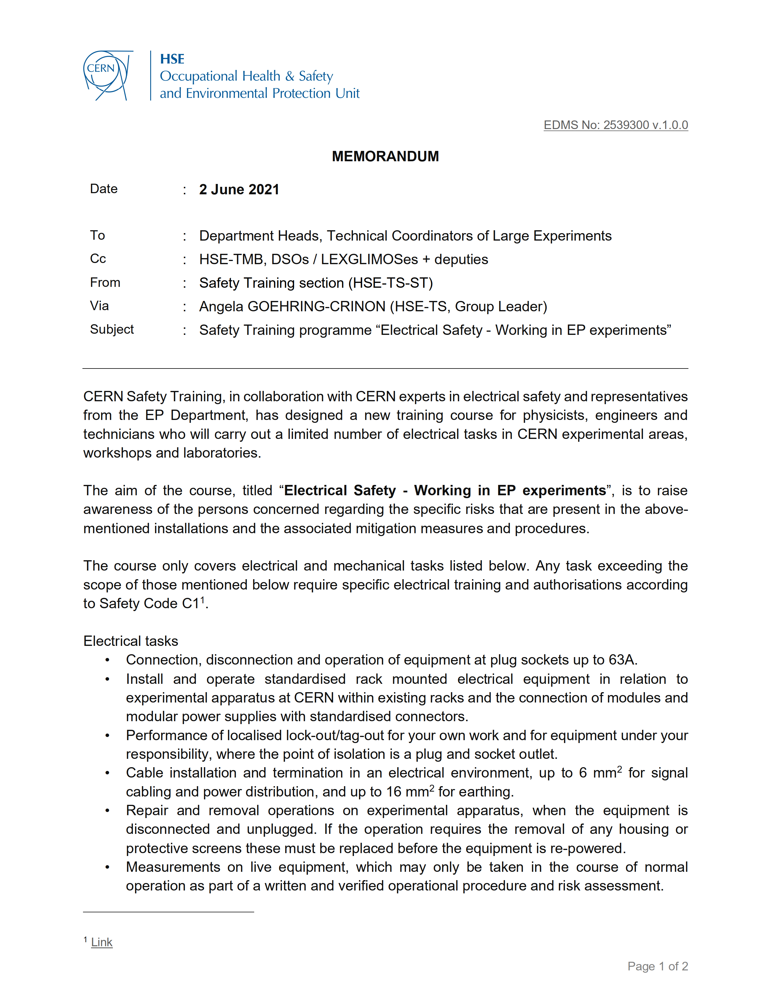 CERN
HSE
Occupational Health & Safety
and Environmental Protection Unit
EDMS No: 2539300 v.1.0.0
MEMORANDUM
Date : 2 June 2021
To : Department Heads, Technical Coordinators of Large Experiments
Cc : HSE-TMB, DSOs / LEXGLIMOSes + deputies
From : Safety Training section (HSE-TS-ST)
Via : Angela GOEHRING-CRINON (HSE-TS, Group Leader)
Subject : Safety Training programme “Electrical Safety - Working in EP experiments”
CERN Safety Training, in collaboration with CERN experts in electrical safety and representatives
from the EP Department, has designed a new training course for physicists, engineers and
technicians who will carry out a limited number of electrical tasks in CERN experimental areas,
workshops and laboratories.
The aim of the course, titled “Electrical Safety - Working in EP experiments”, is to raise
awareness of the persons concerned regarding the specific risks that are present in the above-
mentioned installations and the associated mitigation measures and procedures.
The course only covers electrical and mechanical tasks listed below. Any task exceeding the
scope of those mentioned below require specific electrical training and authorisations according
to Safety Code C1¹.
Electrical tasks
• Connection, disconnection and operation of equipment at plug sockets up to 63A.
• Install and operate standardised rack mounted electrical equipment in relation to
experimental apparatus at CERN within existing racks and the connection of modules and
modular power supplies with standardised connectors.
• Performance of localised lock-out/tag-out for your own work and for equipment under your
responsibility, where the point of isolation is a plug and socket outlet.
• Cable installation and termination in an electrical environment, up to 6 mm² for signal
cabling and power distribution, and up to 16 mm² for earthing.
• Repair and removal operations on experimental apparatus, when the equipment is
disconnected and unplugged. If the operation requires the removal of any housing or
protective screens these must be replaced before the equipment is re-powered.
• Measurements on live equipment, which may only be taken in the course of normal
operation as part of a written and verified operational procedure and risk assessment.
¹ Link
Page 1 of 2